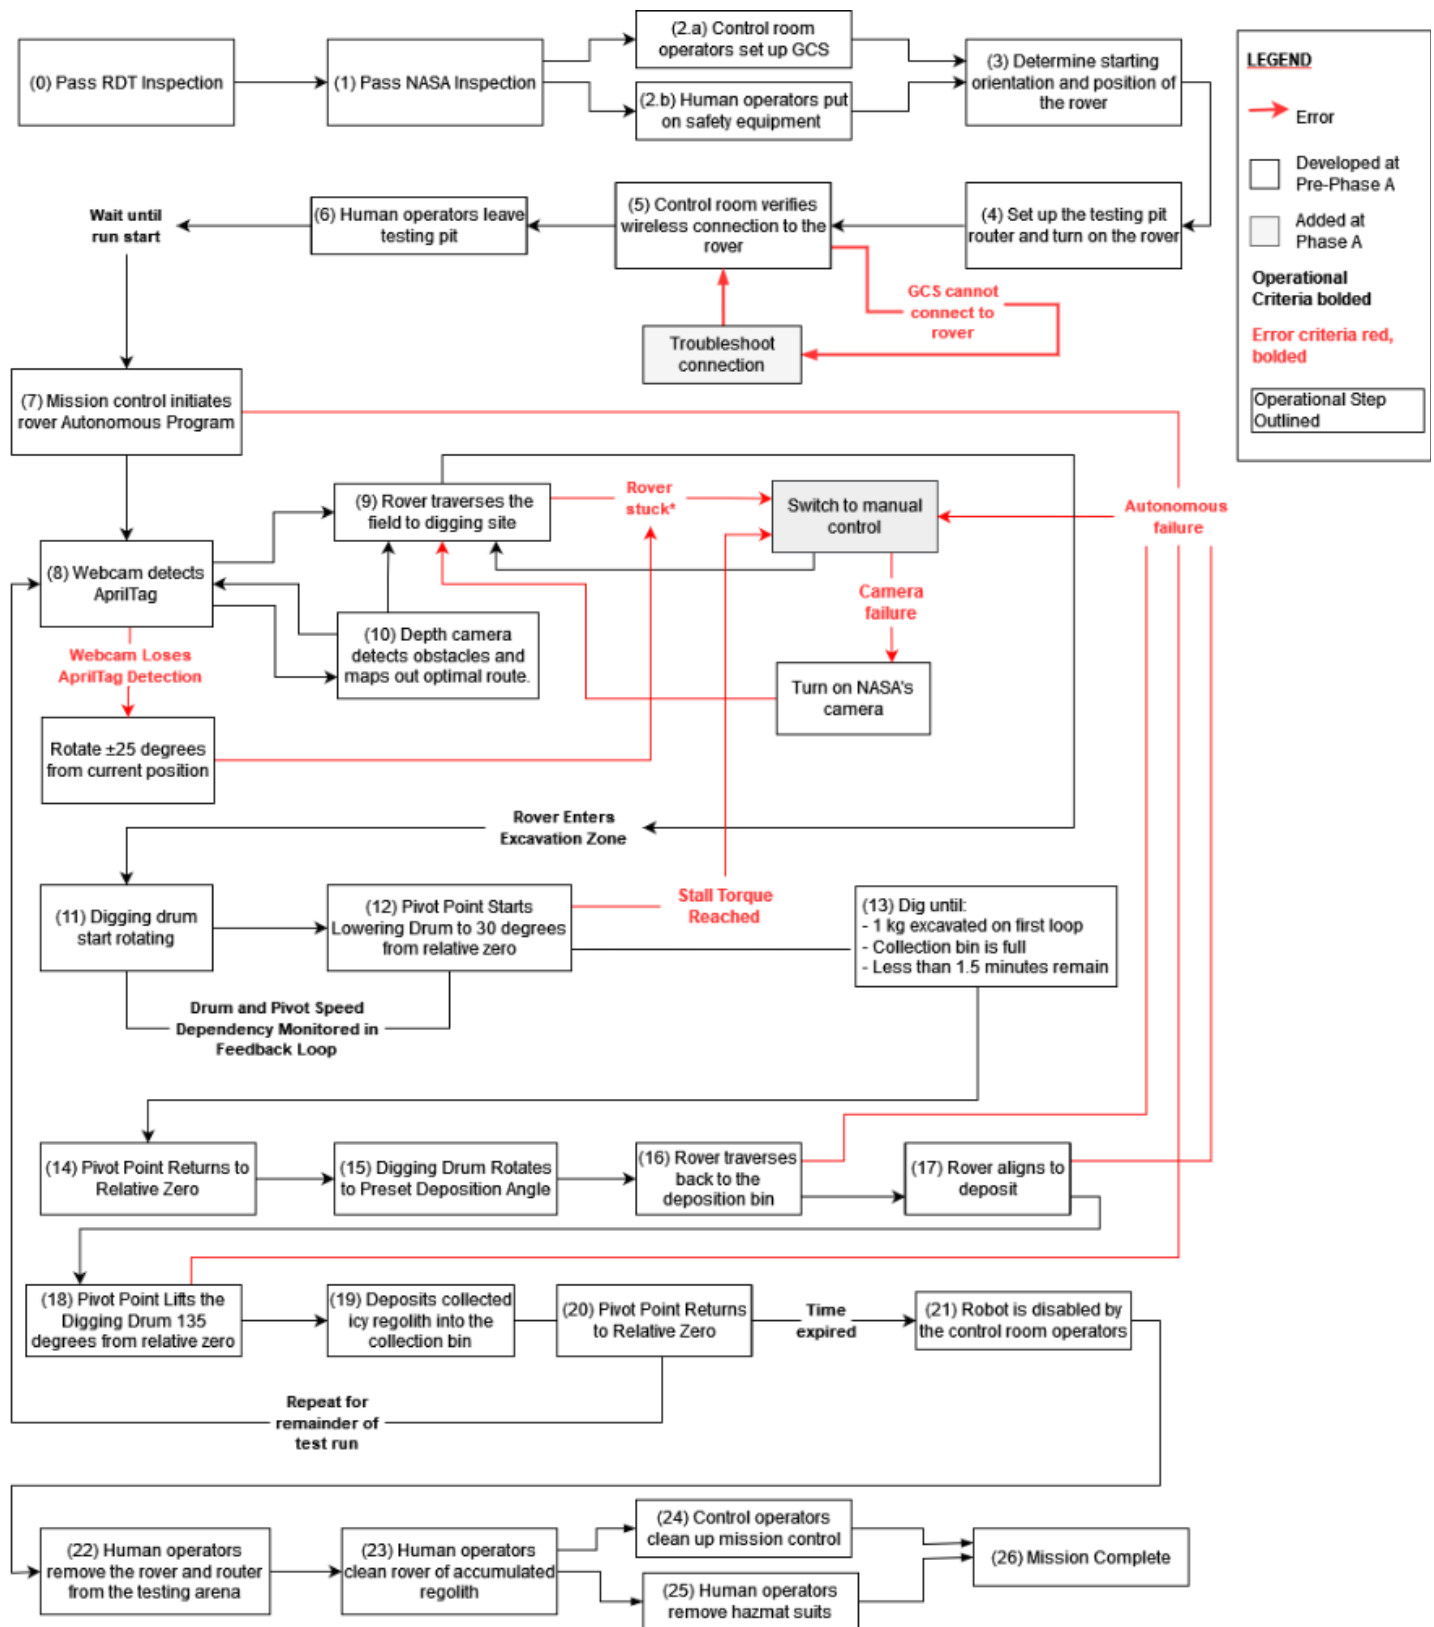 (0) Pass RDT Inspection
(1) Pass NASA Inspection
(2.a) Control room
operators set up GCS
(2.b) Human operators put
on safety equipment
(3) Determine starting
orientation and position of
the rover
LEGEND
Error
Developed at
Pre-Phase A
Added at
Phase A
Operational
Criteria bolded
Error criteria red,
bolded
Operational Step
Outlined
Wait until
run start
(6) Human operators leave
testing pit
(5) Control room verifies
wireless connection to the
rover
(4) Set up the testing pit
router and turn on the rover
GCS cannot
connect to
rover
Troubleshoot
connection
(7) Mission control initiates
rover Autonomous Program
(9) Rover traverses the
field to digging site
Rover
stuck*
Switch to manual
control
Autonomous
failure
(8) Webcam detects
AprilTag
(10) Depth camera
detects obstacles and
maps out optimal route.
Camera
failure
Webcam Loses
AprilTag Detection
Turn on NASA's
camera
Rotate ±25 degrees
from current position
Rover Enters
Excavation Zone
(11) Digging drum
start rotating
(12) Pivot Point Starts
Lowering Drum to 30 degrees
from relative zero
Stall Torque
Reached
(13) Dig until:
- 1 kg excavated on first loop
- Collection bin is full
- Less than 1.5 minutes remain
Drum and Pivot Speed
Dependency Monitored in
Feedback Loop
(14) Pivot Point Returns to
Relative Zero
(15) Digging Drum Rotates
to Preset Deposition Angle
(16) Rover traverses
back to the
deposition bin
(17) Rover aligns to
deposit
(18) Pivot Point Lifts the
Digging Drum 135
degrees from relative zero
(19) Deposits collected
icy regolith into the
collection bin
(20) Pivot Point Returns
to Relative Zero
Time
expired
(21) Robot is disabled by
the control room operators
Repeat for
remainder of
test run
(22) Human operators
remove the rover and router
from the testing arena
(23) Human operators
clean rover of accumulated
regolith
(24) Control operators
clean up mission control
(25) Human operators
remove hazmat suits
(26) Mission Complete